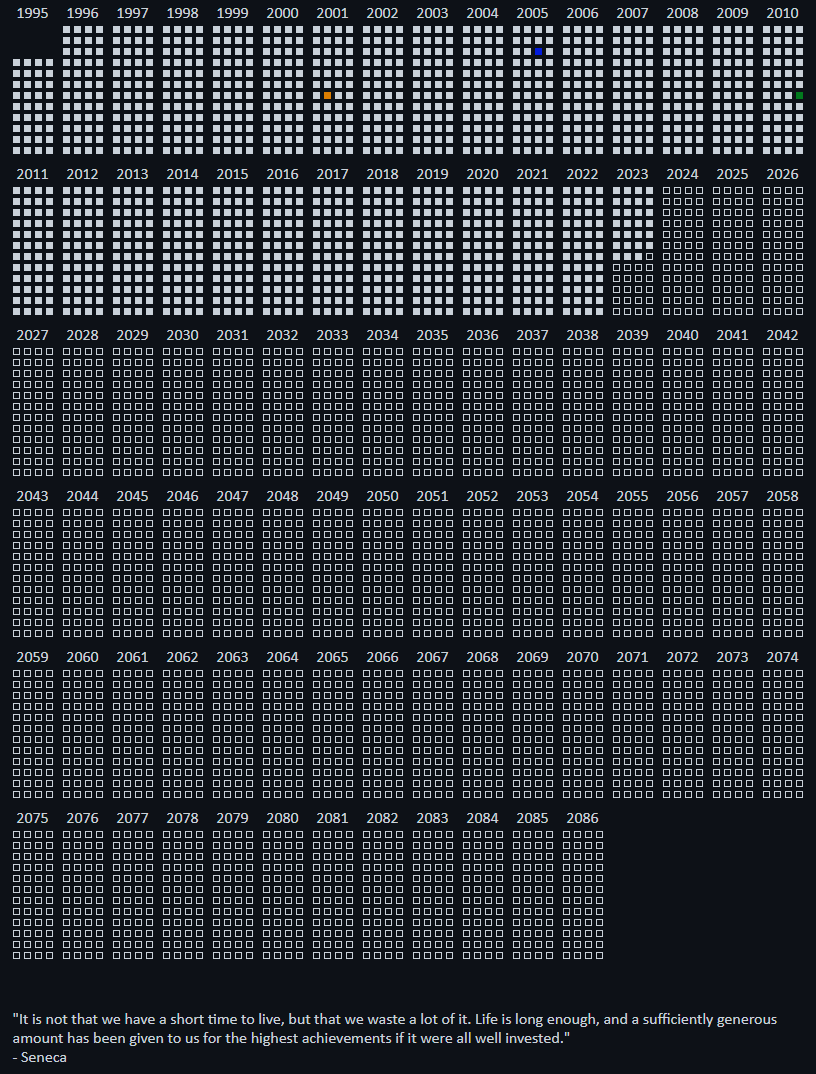 1995 1996 1997 1998 1999 2000 2001 2002 2003 2004 2005 2006 2007 2008 2009 2010
2011 2012 2013 2014 2015 2016 2017 2018 2019 2020 2021 2022 2023 2024 2025 2026
2027 2028 2029 2030 2031 2032 2033 2034 2035 2036 2037 2038 2039 2040 2041 2042
2043 2044 2045 2046 2047 2048 2049 2050 2051 2052 2053 2054 2055 2056 2057 2058
2059 2060 2061 2062 2063 2064 2065 2066 2067 2068 2069 2070 2071 2072 2073 2074
2075 2076 2077 2078 2079 2080 2081 2082 2083 2084 2085 2086
"It is not that we have a short time to live, but that we waste a lot of it. Life is long enough, and a sufficiently generous
amount has been given to us for the highest achievements if it were all well invested."
- Seneca